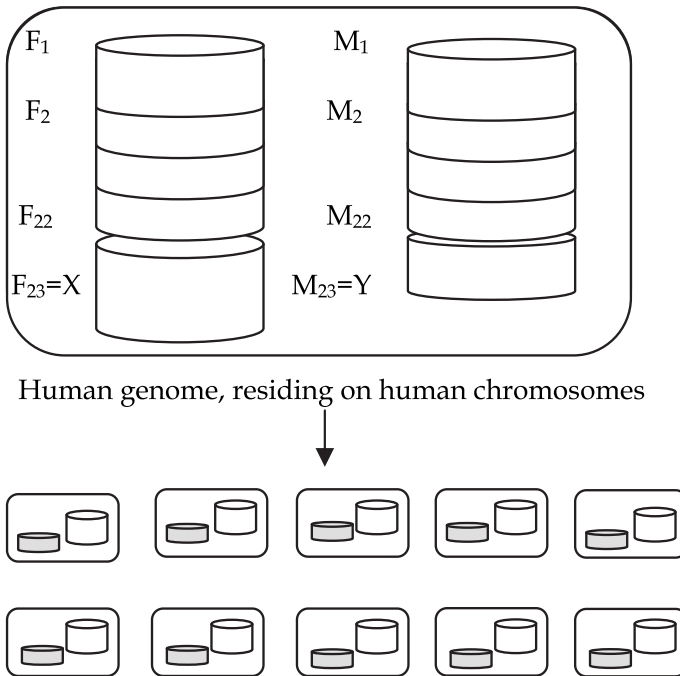 F₁ M₁
F₂ M₂
F₂₂ M₂₂
F₂₃=X M₂₃=Y
Human genome, residing on human chromosomes